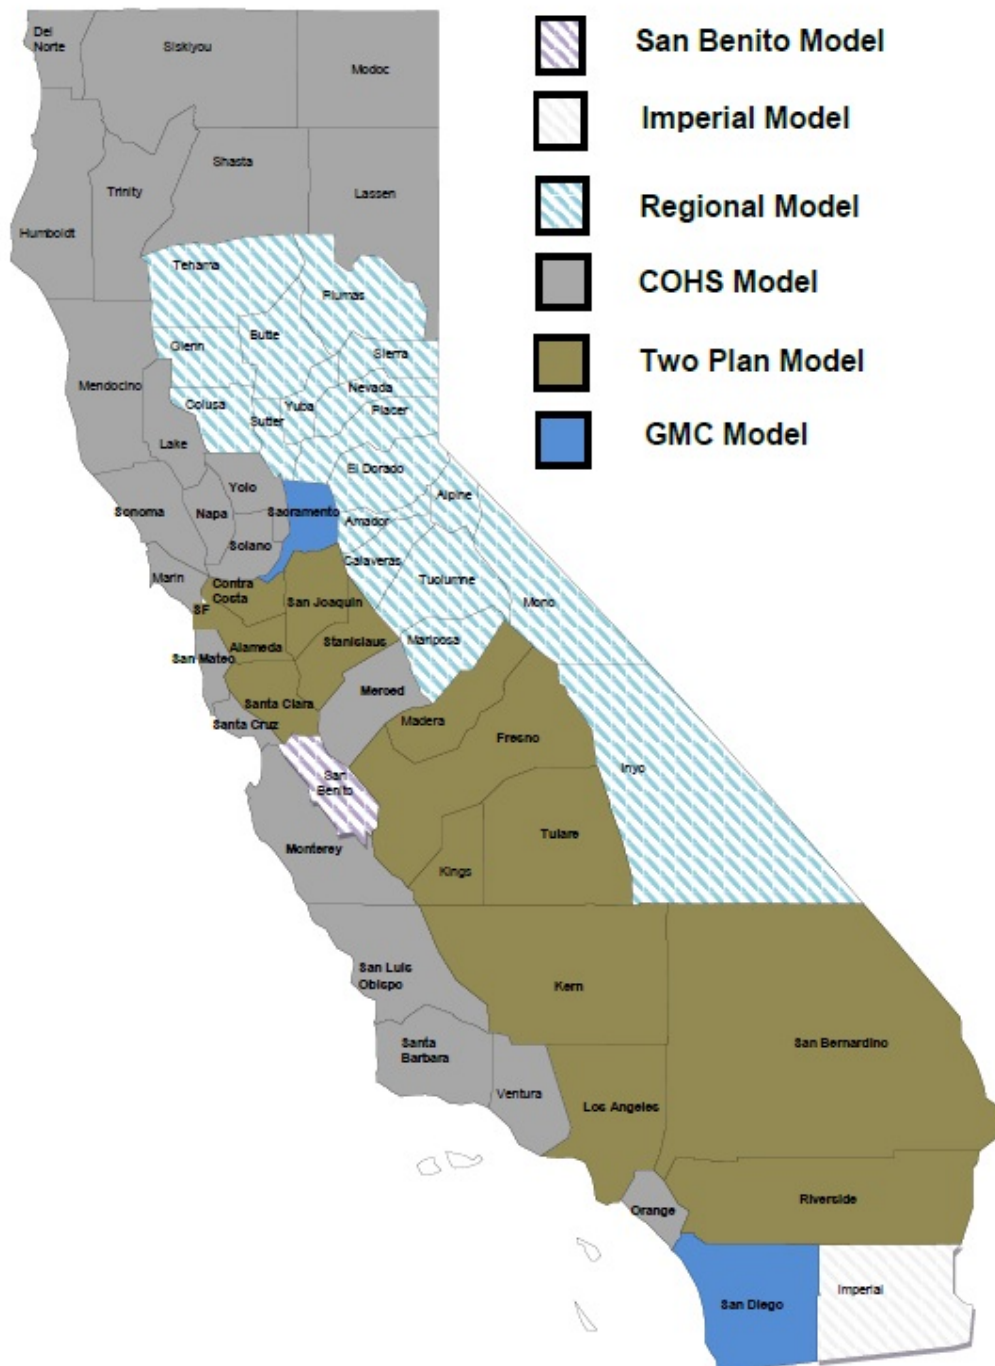 San Benito Model
Imperial Model
Regional Model
COHS Model
Two Plan Model
GMC Model
Del
Norte
Siskiyou
Modoc
Shasta
Trinity
Lassen
Humboldt
Tehama
Plumas
Butte
Glenn
Sierra
Mendocino
Nevada
Colusa
Yuba
Placer
Sutter
Lake
El Dorado
Yolo
Alpine
Sonoma
Napa
Sacramento
Amador
Solano
Calaveras
Marin
Contra
Costa
Tuolumne
San Joaquin
Mono
SF
Stanislaus
Mariposa
Alameda
San Mateo
Merced
Santa Clara
Santa Cruz
Madera
Fresno
Inyo
San
Benito
Tulare
Monterey
Kings
San Luis
Obispo
Kern
Santa
Barbara
San Bernardino
Ventura
Los Angeles
Riverside
Orange
Imperial
San Diego